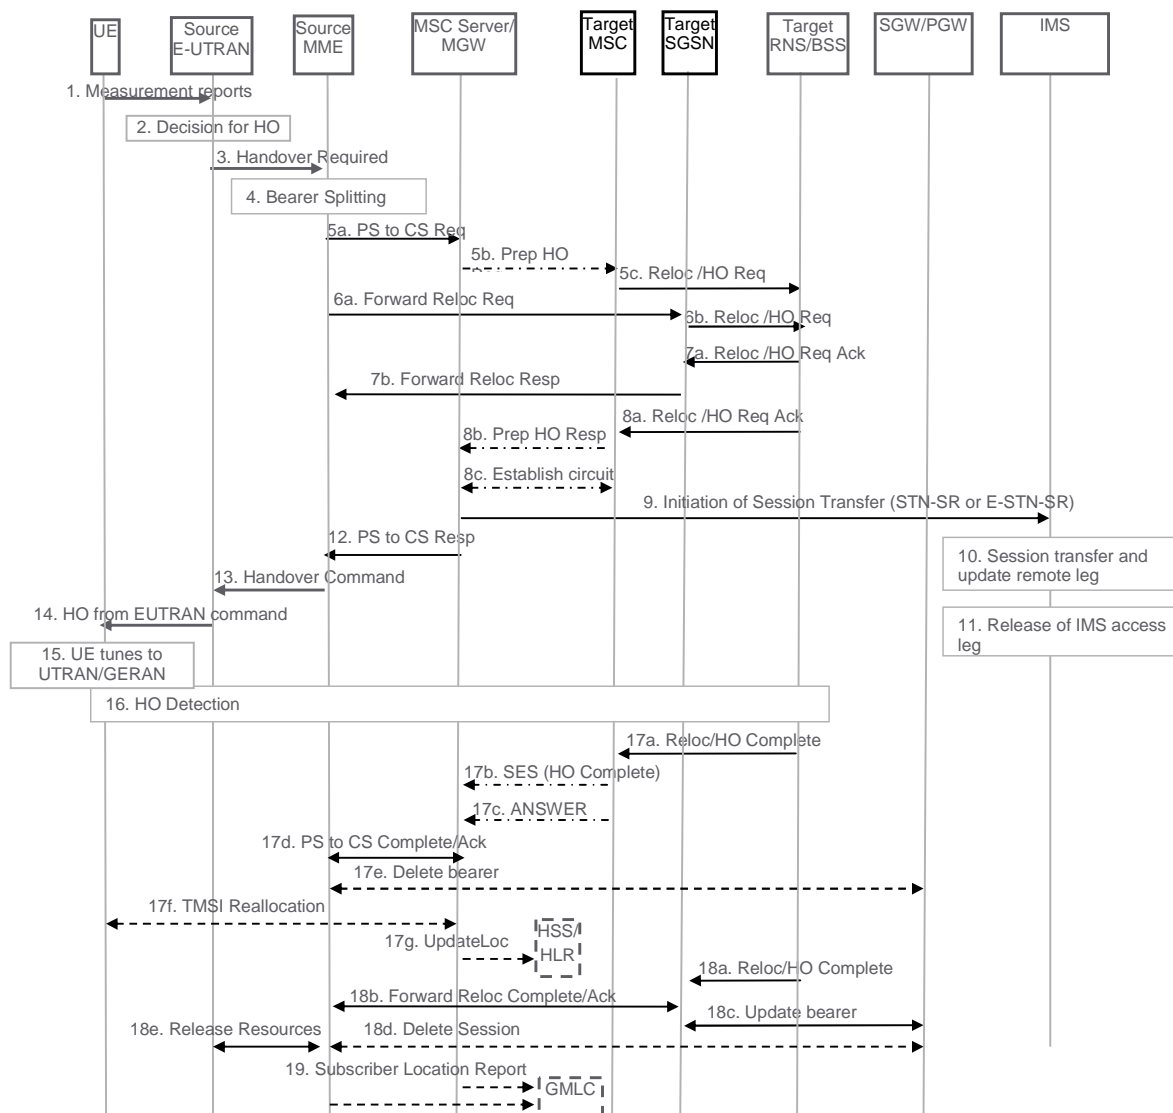 UE
Source
E-UTRAN
Source
MME
MSC Server/
MGW
Target
MSC
Target
SGSN
Target
RNS/BSS
SGW/PGW
IMS
1. Measurement reports
2. Decision for HO
3. Handover Required
4. Bearer Splitting
5a. PS to CS Req
5b. Prep HO
5c. Reloc /HO Req
6a. Forward Reloc Req
6b. Reloc /HO Req
7a. Reloc /HO Req Ack
7b. Forward Reloc Resp
8a. Reloc /HO Req Ack
8b. Prep HO Resp
8c. Establish circuit
9. Initiation of Session Transfer (STN-SR or E-STN-SR)
12. PS to CS Resp
10. Session transfer and
update remote leg
13. Handover Command
14. HO from EUTRAN command
11. Release of IMS access
leg
15. UE tunes to
UTRAN/GERAN
16. HO Detection
17a. Reloc/HO Complete
17b. SES (HO Complete)
17c. ANSWER
17d. PS to CS Complete/Ack
17e. Delete bearer
17f. TMSI Reallocation
17g. UpdateLoc
HSS/
HLR
18a. Reloc/HO Complete
18b. Forward Reloc Complete/Ack
18c. Update bearer
18e. Release Resources
18d. Delete Session
19. Subscriber Location Report
GMLC